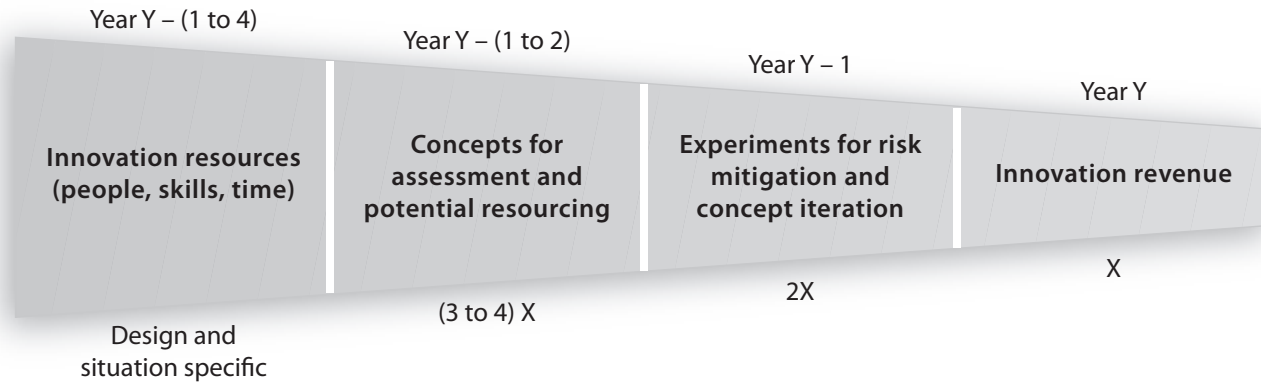 Year Y – (1 to 4)
Year Y – (1 to 2)
Year Y – 1
Year Y
Innovation resources
(people, skills, time)
Concepts for
assessment and
potential resourcing
Experiments for risk
mitigation and
concept iteration
Innovation revenue
Design and
situation specific
(3 to 4) X
2X
X